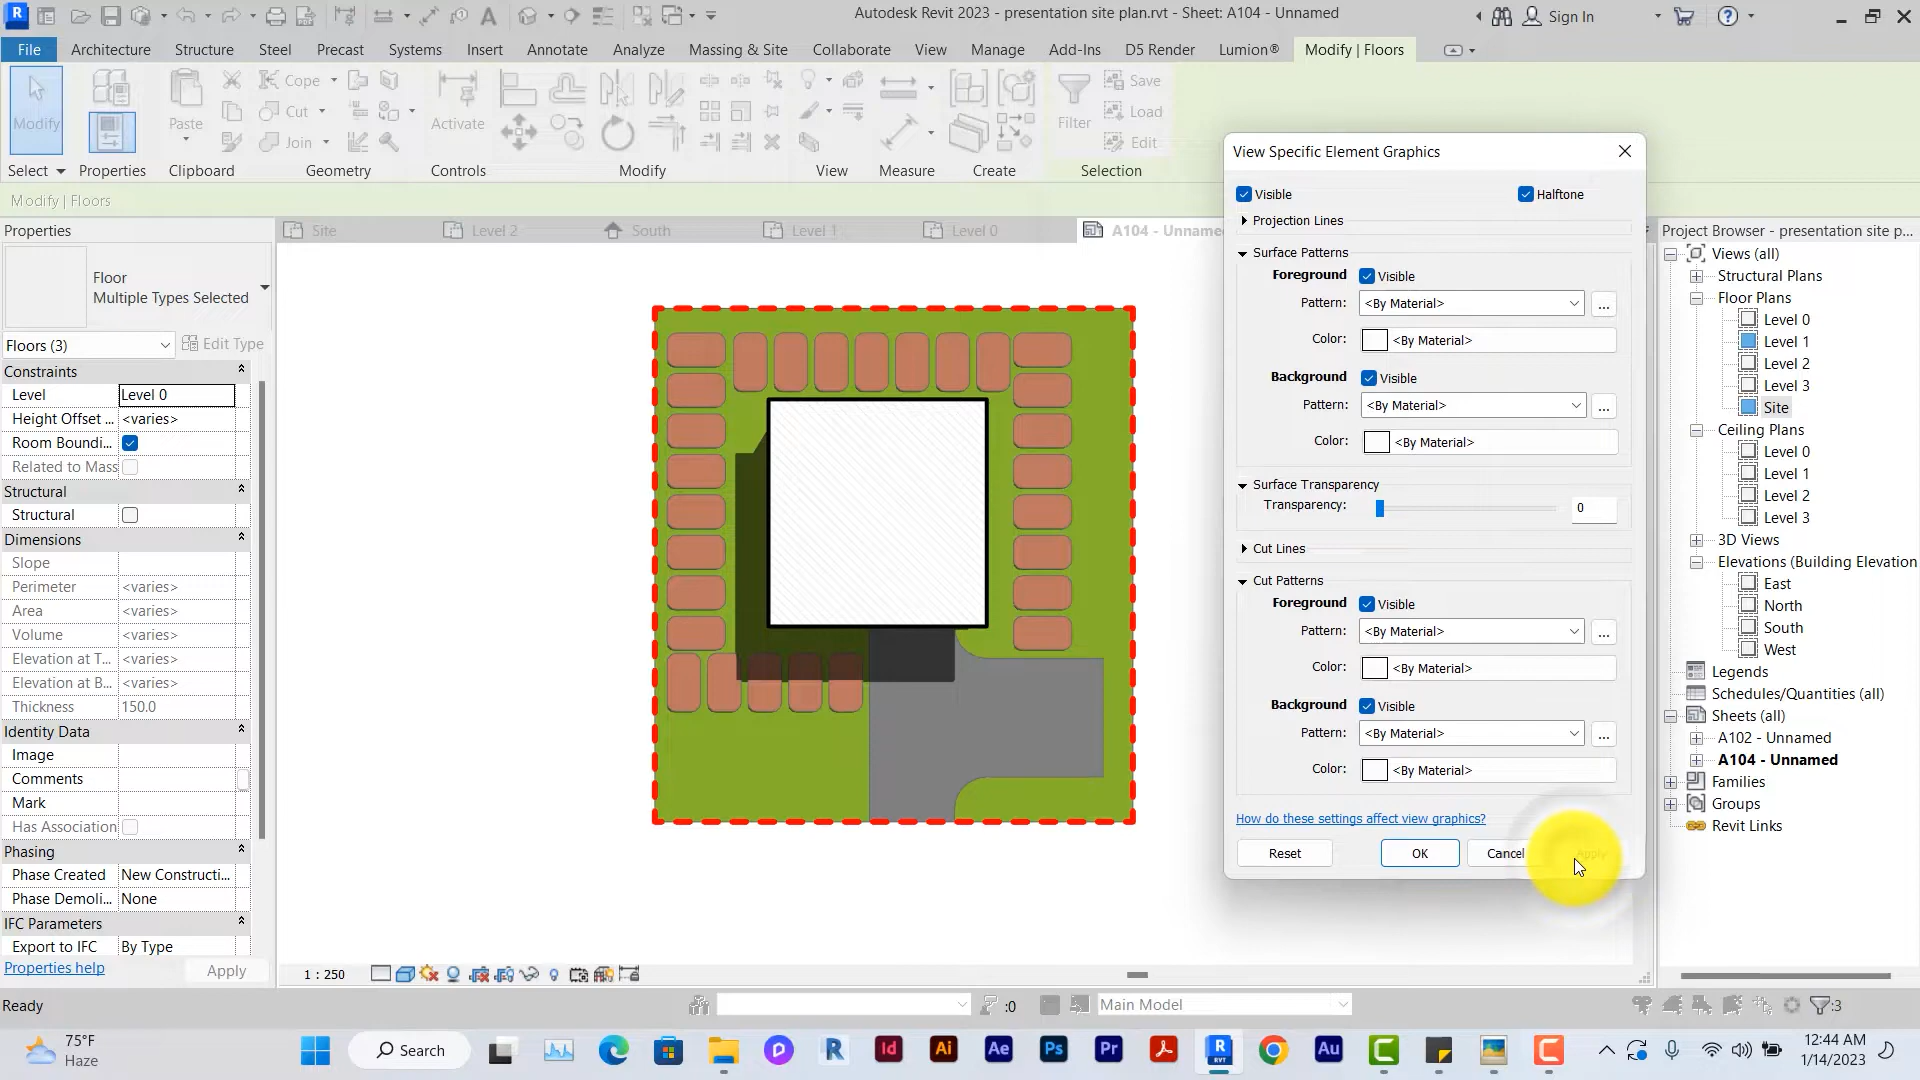 Autodesk Revit 2023 - presentation site plan.rvt - Sheet: A104 - Unnamed
Sign In
File Architecture Structure Steel Precast Systems Insert Annotate Analyze Massing & Site Collaborate View Manage Add-Ins D5 Render Lumion® Modify | Floors
Modify Paste Cope Cut Join Activate Filter Save Load Edit
Select Properties Clipboard Geometry Controls Modify View Measure Create Selection
Modify | Floors
Properties
Floor
Multiple Types Selected
Floors (3) Edit Type
Constraints
Level Level 0
Height Offset ... <varies>
Room Boundi...
Related to Mass
Structural
Structural
Dimensions
Slope
Perimeter <varies>
Area <varies>
Volume <varies>
Elevation at T... <varies>
Elevation at B... <varies>
Thickness 150.0
Identity Data
Image
Comments
Mark
Has Association
Phasing
Phase Created New Constructi...
Phase Demoli... None
IFC Parameters
Export to IFC By Type
Properties help Apply
Site Level 2 South Level 1 Level 0 A104 - Unname
1 : 250
View Specific Element Graphics
Visible Halftone
Projection Lines
Surface Patterns
Foreground Visible
Pattern: <By Material> ...
Color: <By Material>
Background Visible
Pattern: <By Material> ...
Color: <By Material>
Surface Transparency
Transparency: 0
Cut Lines
Cut Patterns
Foreground Visible
Pattern: <By Material> ...
Color: <By Material>
Background Visible
Pattern: <By Material> ...
Color: <By Material>
How do these settings affect view graphics?
Reset OK Cancel Apply
Project Browser - presentation site p...
Views (all)
Structural Plans
Floor Plans
Level 0
Level 1
Level 2
Level 3
Site
Ceiling Plans
Level 0
Level 1
Level 2
Level 3
3D Views
Elevations (Building Elevation
East
North
South
West
Legends
Schedules/Quantities (all)
Sheets (all)
A102 - Unnamed
A104 - Unnamed
Families
Groups
Revit Links
Ready :0 Main Model :3
75°F
Haze
Search
R Id Ai Ae Ps Pr R RVT Au
12:44 AM
1/14/2023